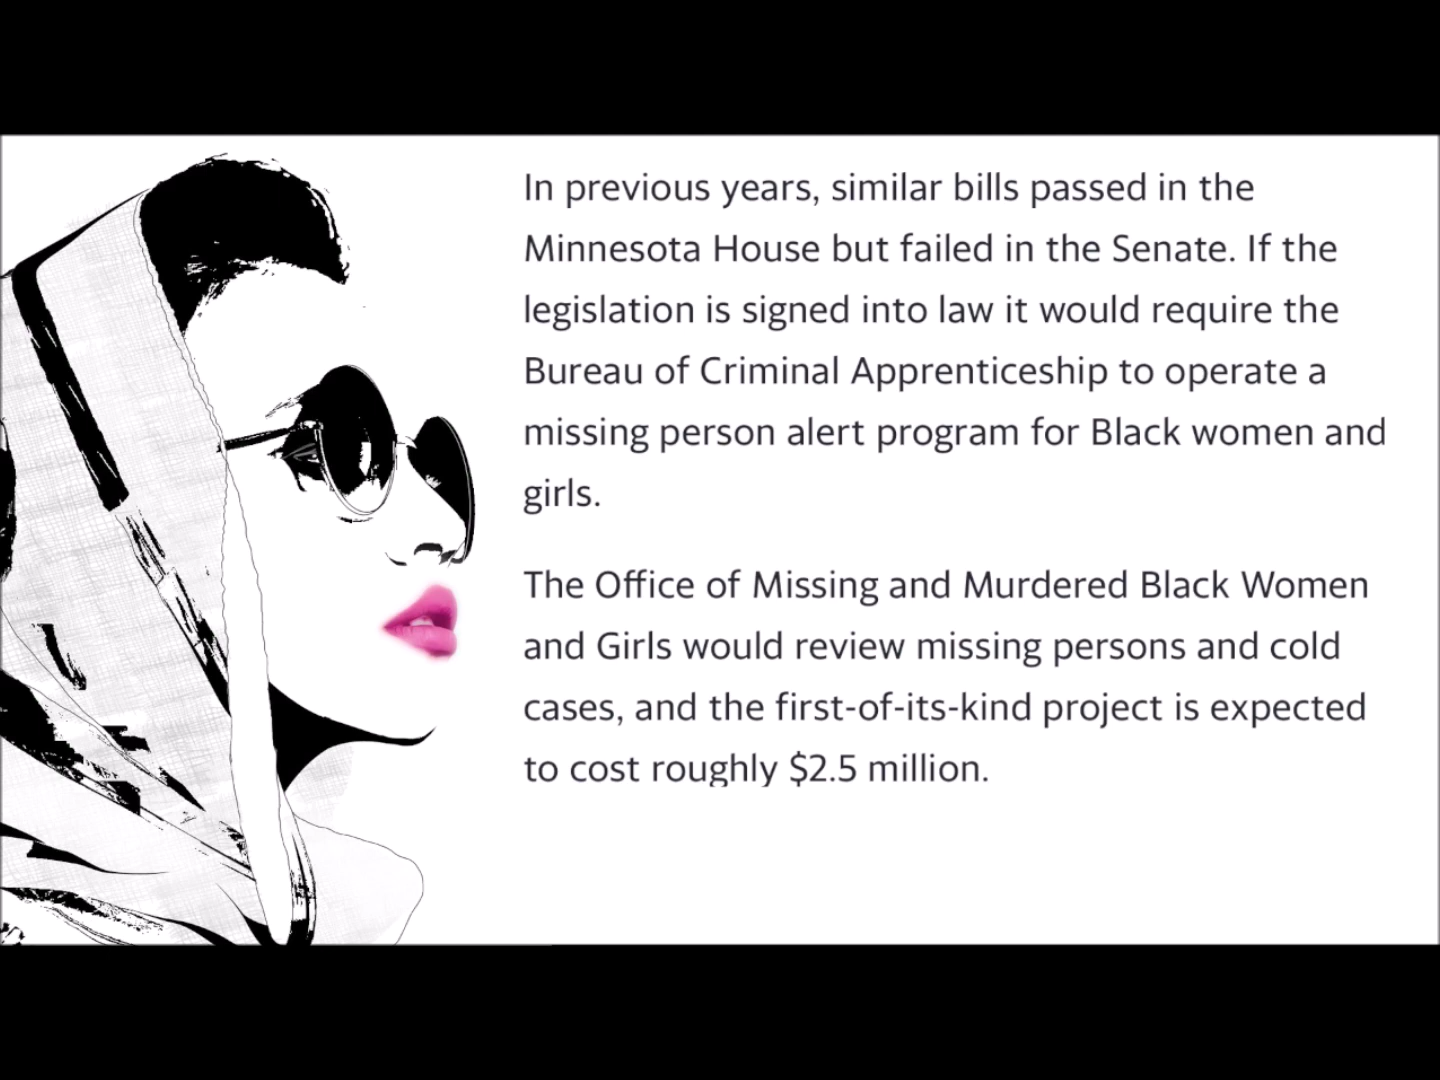 In previous years, similar bills passed in the
Minnesota House but failed in the Senate. If the
legislation is signed into law it would require the
Bureau of Criminal Apprenticeship to operate a
missing person alert program for Black women and
girls.
The Office of Missing and Murdered Black Women
and Girls would review missing persons and cold
cases, and the first-of-its-kind project is expected
to cost roughly $2.5 million.